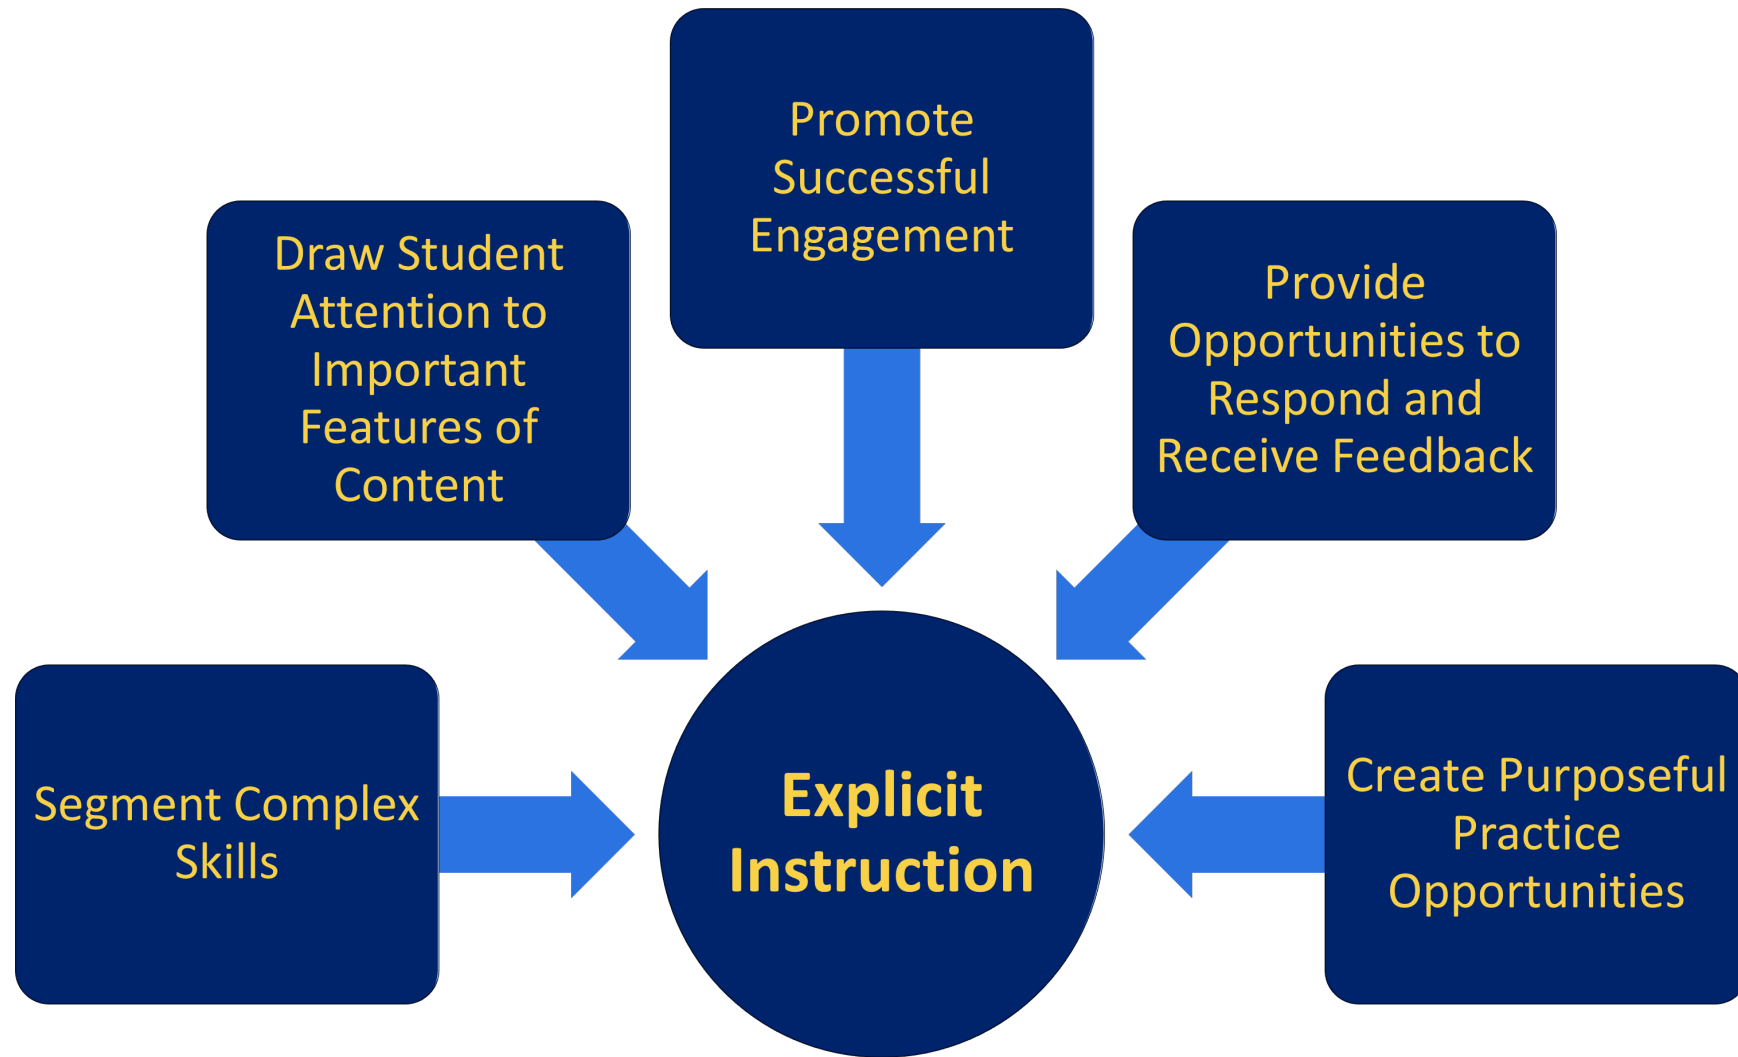 Promote
Successful
Engagement
Draw Student
Attention to
Important
Features of
Content
Provide
Opportunities to
Respond and
Receive Feedback
Segment Complex
Skills
Explicit
Instruction
Create Purposeful
Practice
Opportunities